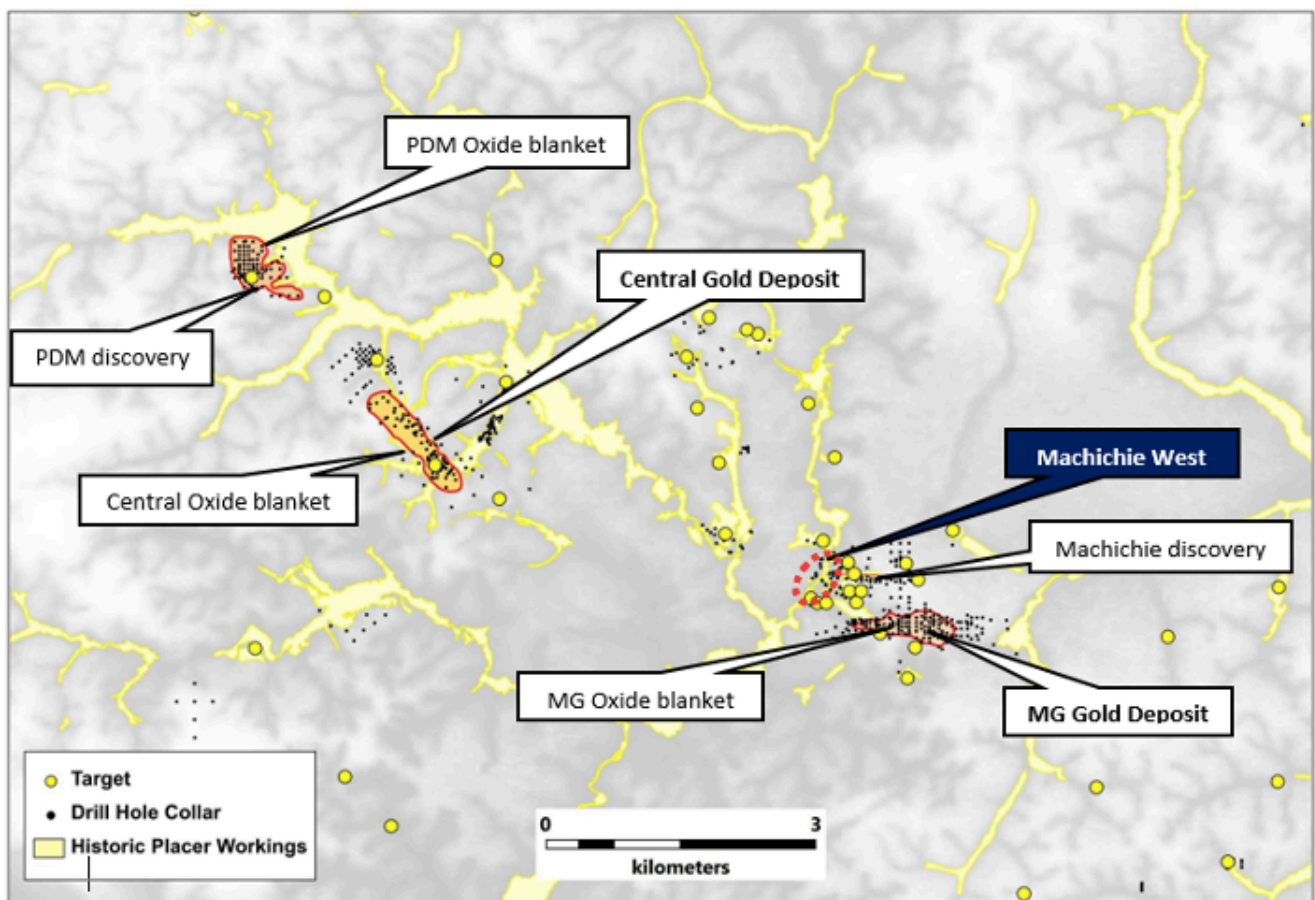 PDM Oxide blanket
Central Gold Deposit
PDM discovery
Machichie West
Central Oxide blanket
Machichie discovery
MG Oxide blanket
MG Gold Deposit
Target
Drill Hole Collar
Historic Placer Workings
0 3
kilometers